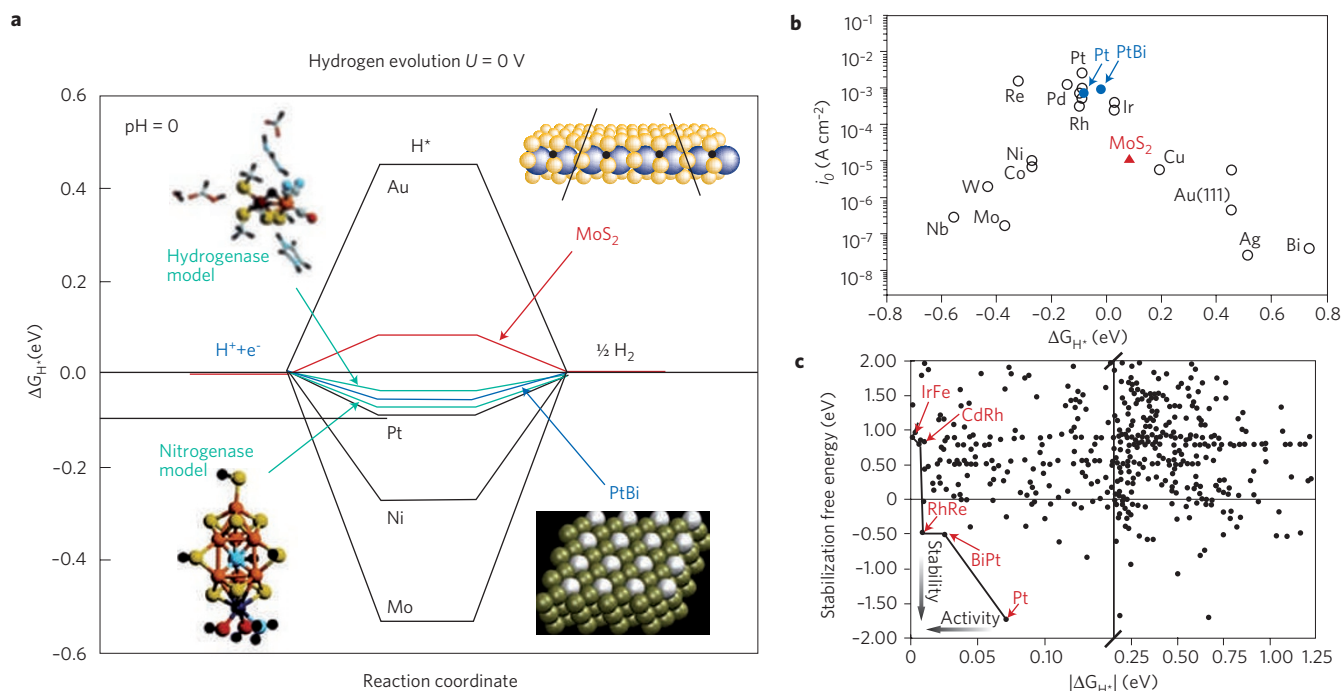 a
Hydrogen evolution U = 0 V
0.6
0.4
0.2
0.0
−0.2
−0.4
−0.6
ΔG_H* (eV)
pH = 0
H*
Au
Hydrogenase
model
MoS2
H+ + e-
½ H2
Pt
Nitrogenase
model
PtBi
Ni
Mo
Reaction coordinate
b
10−1
10−2
10−3
10−4
10−5
10−6
10−7
10−8
i0 (A cm−2)
Pt
Pt
PtBi
Re
Pd
Ir
Rh
MoS2
Ni
Co
Cu
W
Au(111)
Nb
Mo
Ag
Bi
−0.8
−0.6
−0.4
−0.2
0.0
0.2
0.4
0.6
0.8
ΔG_H* (eV)
c
2.00
1.50
1.00
0.50
0
−0.50
−1.00
−1.50
−2.00
Stabilization free energy (eV)
IrFe
CdRh
RhRe
BiPt
Stability
Pt
Activity
0
0.05
0.10
0.25
0.50
0.75
1.00
1.25
|ΔG_H*| (eV)